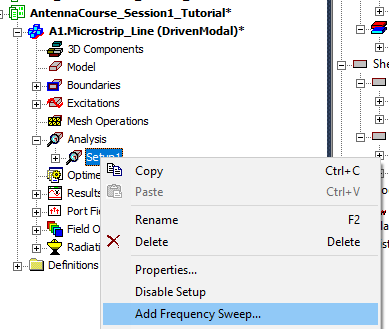 AntennaCourse_Session1_Tutorial*
A1.Microstrip_Line (DrivenModal)*
3D Components
Model
Boundaries
Excitations
Mesh Operations
Analysis
Setup1
Copy Ctrl+C
Paste Ctrl+V
Rename F2
Delete Delete
Properties...
Disable Setup
Add Frequency Sweep...
Optime
Results
Port Fie
Field O
Radiati
Definitions
She